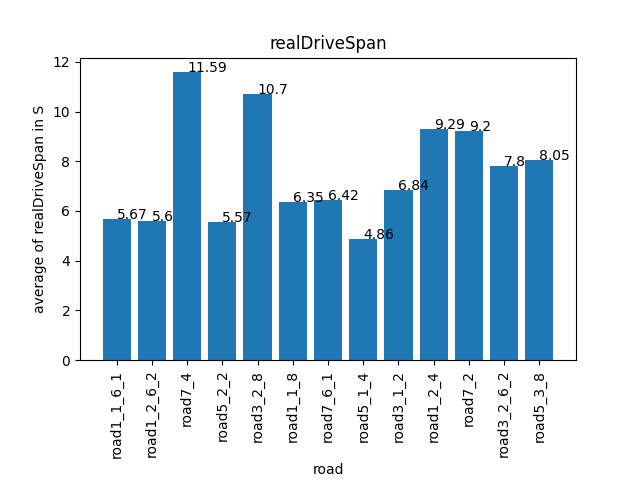 realDriveSpan
average of realDriveSpan in S
12
10
8
6
4
2
0
5.67
5.6
11.59
5.57
10.7
6.35
6.42
4.86
6.84
9.29
9.2
7.8
8.05
road1_1_6_1
road1_2_6_2
road7_4
road5_2_2
road3_2_8
road1_1_8
road7_6_1
road5_1_4
road3_1_2
road1_2_4
road7_2
road3_2_6_2
road5_3_8
road